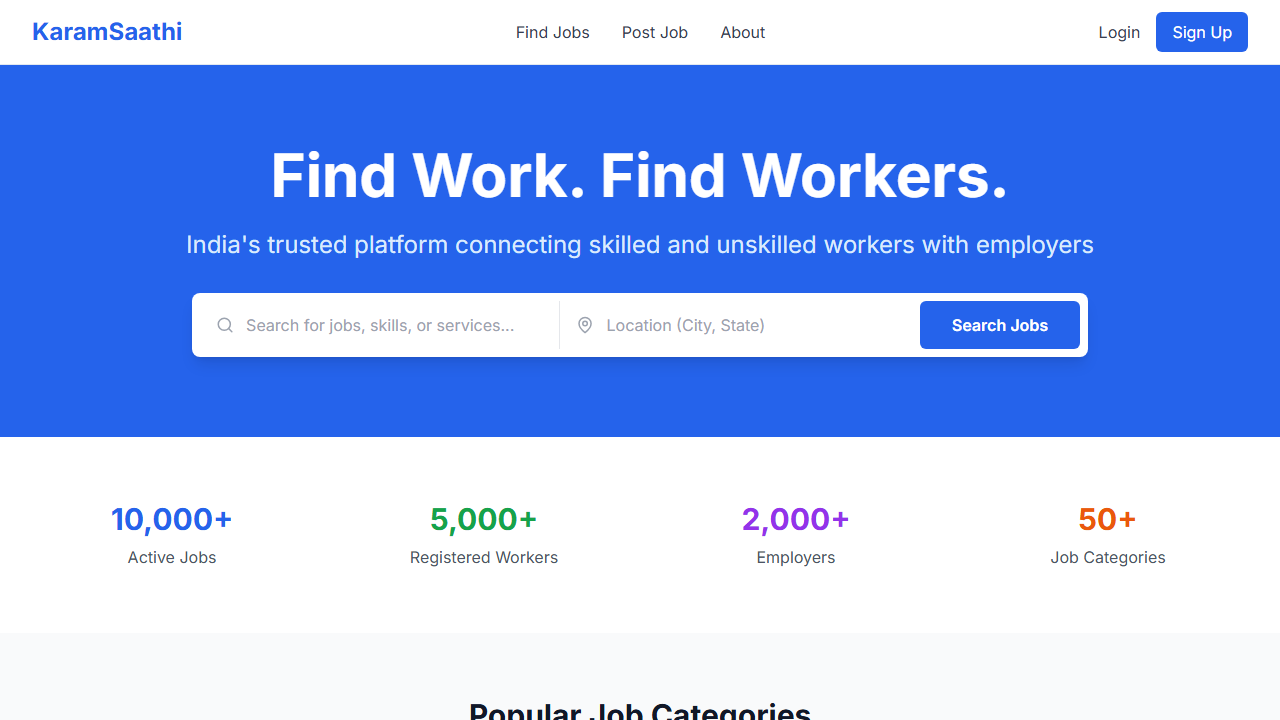 KaramSaathi
Find Jobs
Post Job
About
Login
Sign Up
Find Work. Find Workers.
India's trusted platform connecting skilled and unskilled workers with employers
Search for jobs, skills, or services...
Location (City, State)
Search Jobs
10,000+
Active Jobs
5,000+
Registered Workers
2,000+
Employers
50+
Job Categories
Popular Job Categories